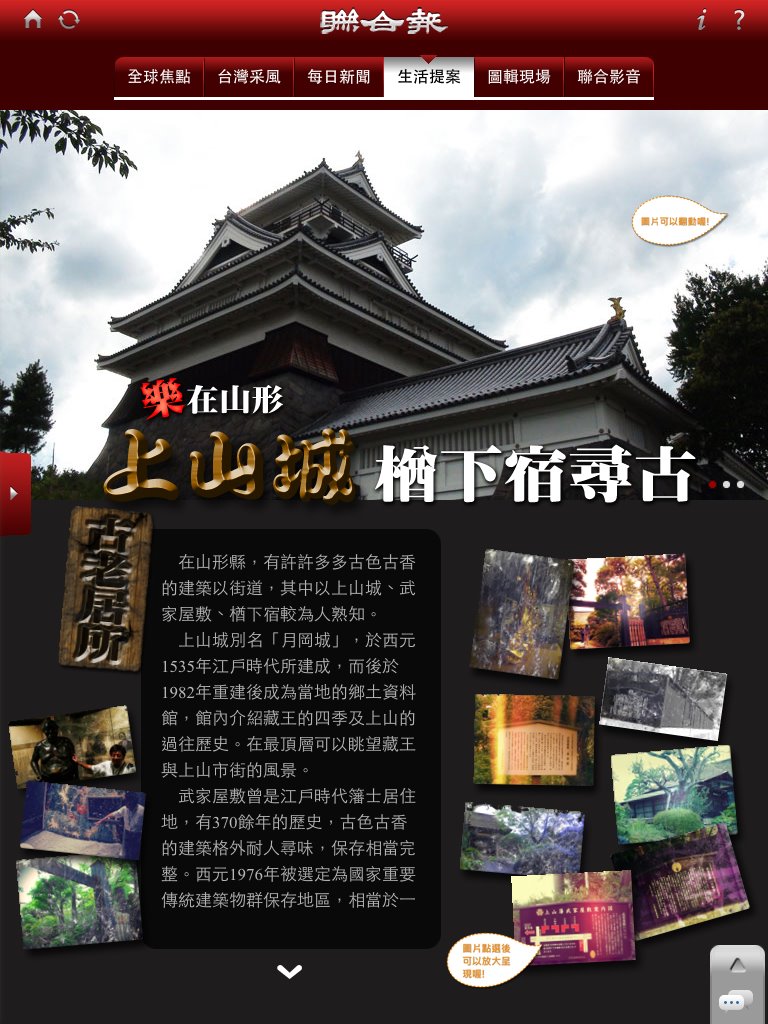 聯合報
全球焦點
台灣采風
每日新聞
生活提案
圖輯現場
聯合影音
圖片可以翻動喔!
樂在山形
上山城 楢下宿尋古
古老居所
在山形縣，有許許多多古色古香
的建築以街道，其中以上山城、武
家屋敷、楢下宿較為人熟知。
上山城別名「月岡城」，於西元
1535年江戶時代所建成，而後於
1982年重建後成為當地的鄉土資料
館，館內介紹藏王的四季及上山的
過往歷史。在最頂層可以眺望藏王
與上山市街的風景。
武家屋敷曾是江戶時代藩士居住
地，有370餘年的歷史，古色古香
的建築格外耐人尋味，保存相當完
整。西元1976年被選定為國家重要
傳統建築物群保存地區，相當於一
上山藩武家屋敷案内図
圖片點選後
可以放大呈
現喔!